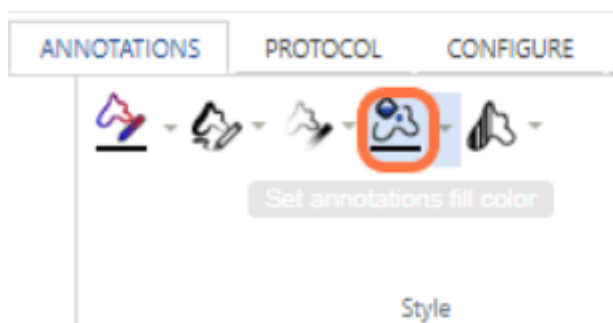 ANNOTATIONS PROTOCOL CONFIGURE
Set annotations fill color
Style